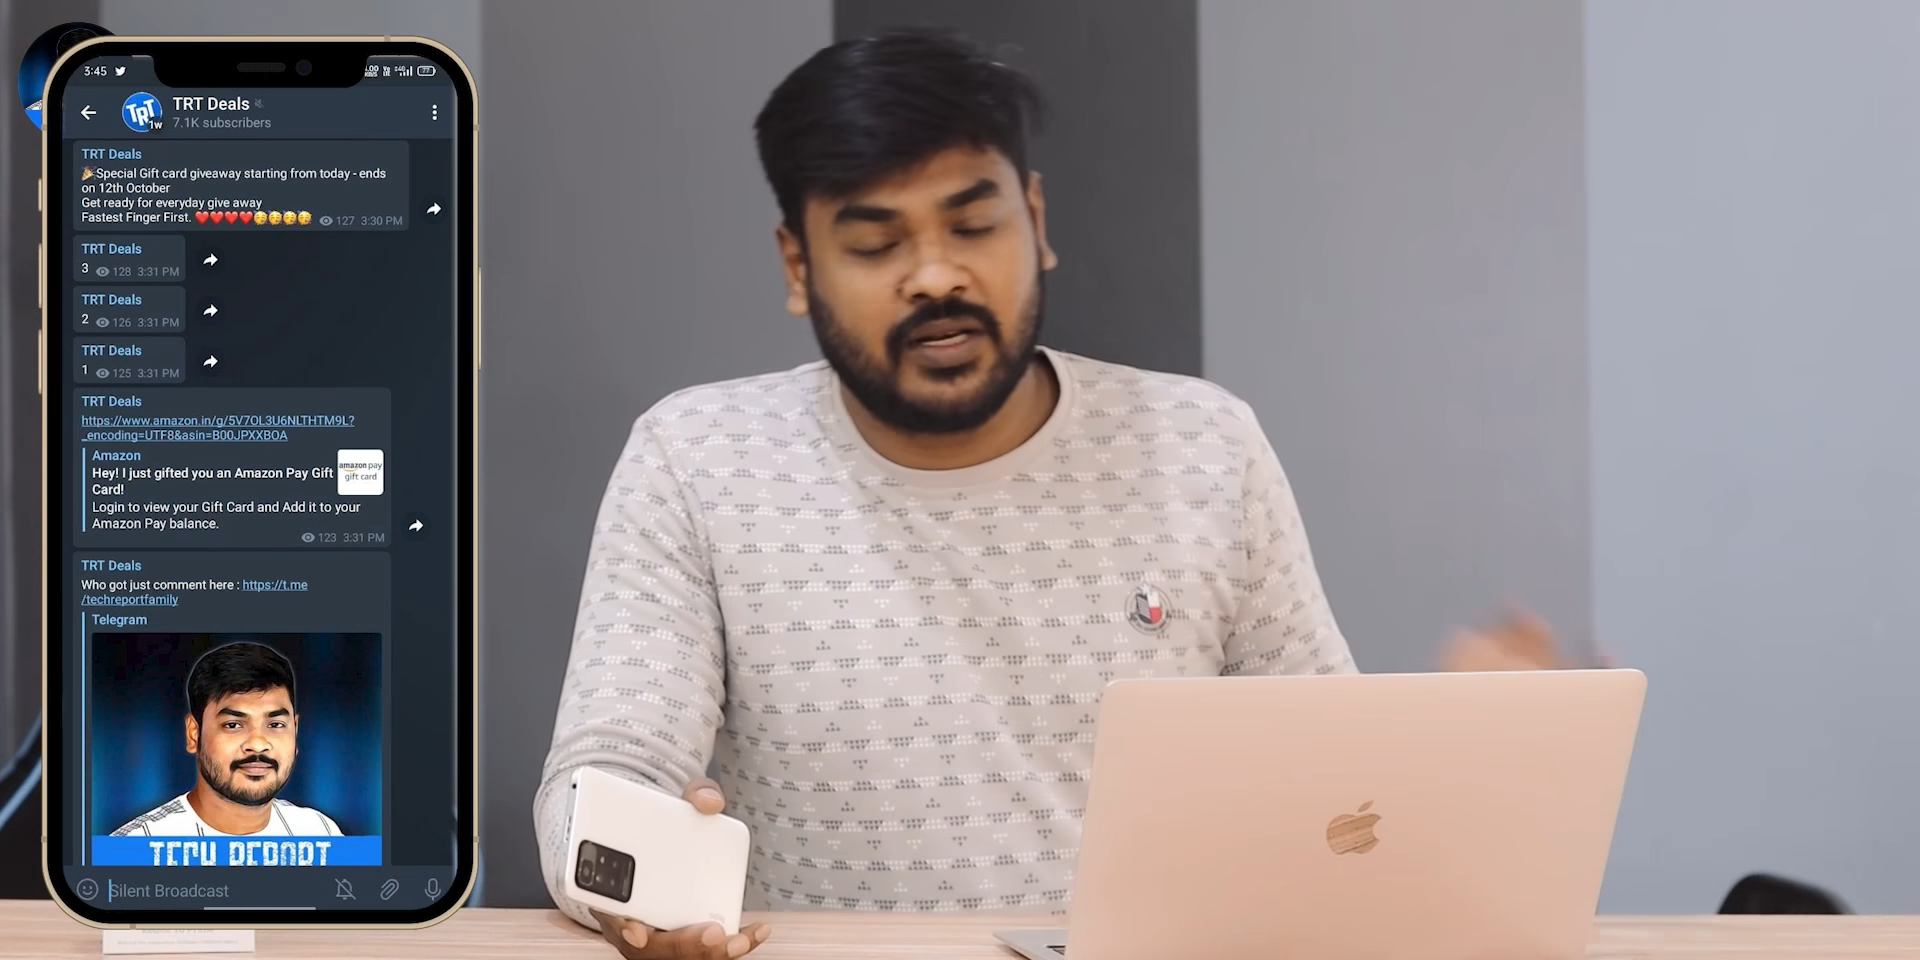 3:45
77
TRT
1w
TRT Deals
7.1K subscribers
TRT Deals
🎉Special Gift card giveaway starting from today - ends
on 12th October
Get ready for everyday give away
Fastest Finger First. ❤️❤️❤️❤️🥳🥳🥳🥳 127 3:30 PM
TRT Deals
3 128 3:31 PM
TRT Deals
2 126 3:31 PM
TRT Deals
1 125 3:31 PM
TRT Deals
https://www.amazon.in/g/5V7OL3U6NLTHTM9L?
_encoding=UTF8&asin=B00JPXXBOA
Amazon
Hey! I just gifted you an Amazon Pay Gift
Card!
Login to view your Gift Card and Add it to your
Amazon Pay balance.
amazon pay
gift card
123 3:31 PM
TRT Deals
Who got just comment here : https://t.me
/techreportfamily
Telegram
TECH REPORT
Silent Broadcast